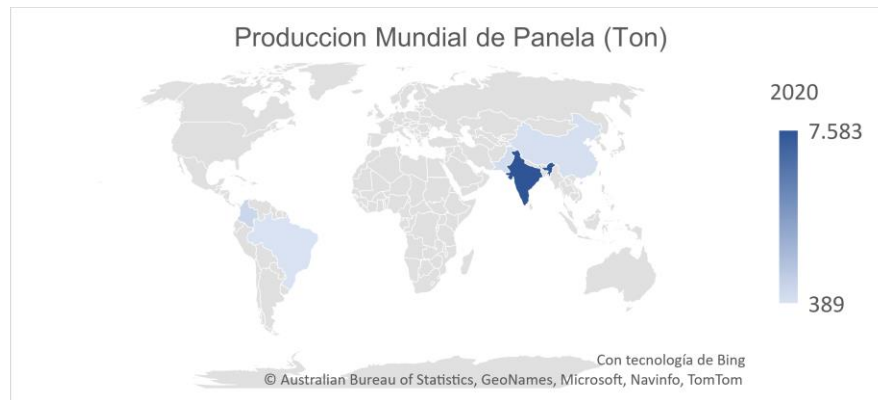 Produccion Mundial de Panela (Ton)
2020
7.583
389
Con tecnología de Bing
© Australian Bureau of Statistics, GeoNames, Microsoft, Navinfo, TomTom